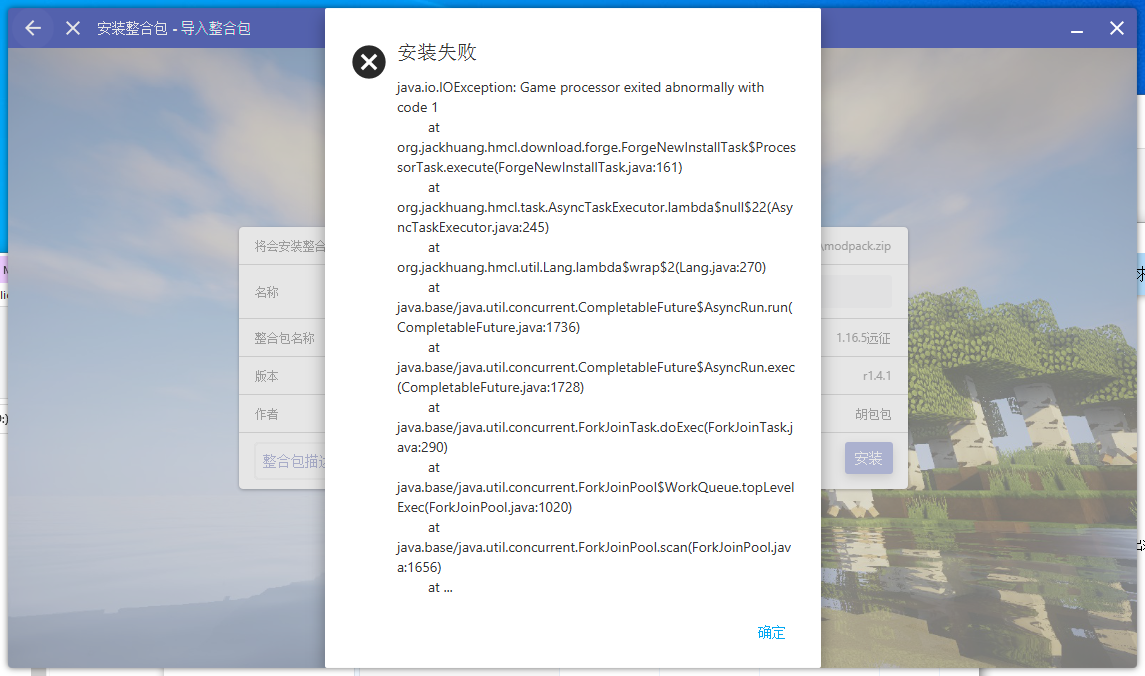 安装整合包 - 导入整合包
安装失败
java.io.IOException: Game processor exited abnormally with
code 1
at
org.jackhuang.hmcl.download.forge.ForgeNewInstallTask$Proces
sorTask.execute(ForgeNewInstallTask.java:161)
at
org.jackhuang.hmcl.task.AsyncTaskExecutor.lambda$null$22(Asy
ncTaskExecutor.java:245)
at
org.jackhuang.hmcl.util.Lang.lambda$wrap$2(Lang.java:270)
at
java.base/java.util.concurrent.CompletableFuture$AsyncRun.run(
CompletableFuture.java:1736)
at
java.base/java.util.concurrent.CompletableFuture$AsyncRun.exec
(CompletableFuture.java:1728)
at
java.base/java.util.concurrent.ForkJoinTask.doExec(ForkJoinTask.j
ava:290)
at
java.base/java.util.concurrent.ForkJoinPool$WorkQueue.topLevel
Exec(ForkJoinPool.java:1020)
at
java.base/java.util.concurrent.ForkJoinPool.scan(ForkJoinPool.jav
a:1656)
at ...
确定
将会安装整合
\modpack.zip
名称
整合包名称
1.16.5远征
版本
r1.4.1
作者
胡包包
整合包描述
安装